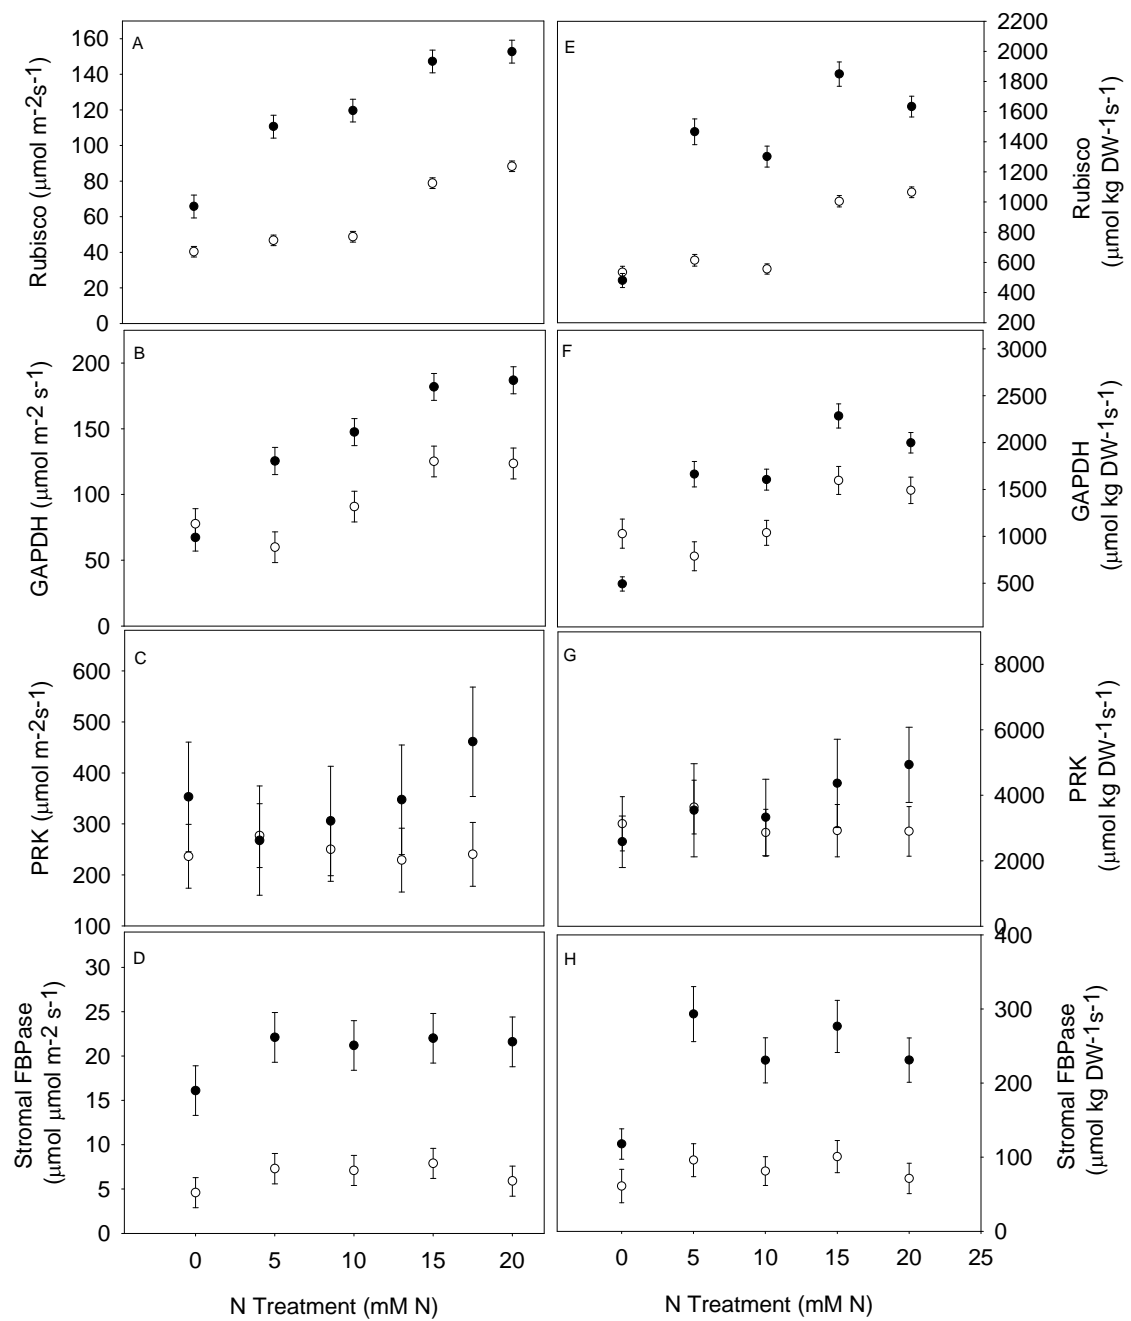 A
160
140
120
100
80
60
40
20
0
Rubisco (μmol m-2s-1)
E
2200
2000
1800
1600
1400
1200
1000
800
600
400
200
Rubisco
(μmol kg DW-1s-1)
B
200
150
100
50
0
GAPDH (μmol m-2 s-1)
F
3000
2500
2000
1500
1000
500
GAPDH
(μmol kg DW-1s-1)
C
600
500
400
300
200
100
PRK (μmol m-2s-1)
G
8000
6000
4000
2000
0
PRK
(μmol kg DW-1s-1)
D
30
25
20
15
10
5
0
Stromal FBPase
(μmol μmol m-2 s-1)
H
400
300
200
100
0
Stromal FBPase
(μmol kg DW-1s-1)
0 5 10 15 20
0 5 10 15 20 25
N Treatment (mM N)
N Treatment (mM N)